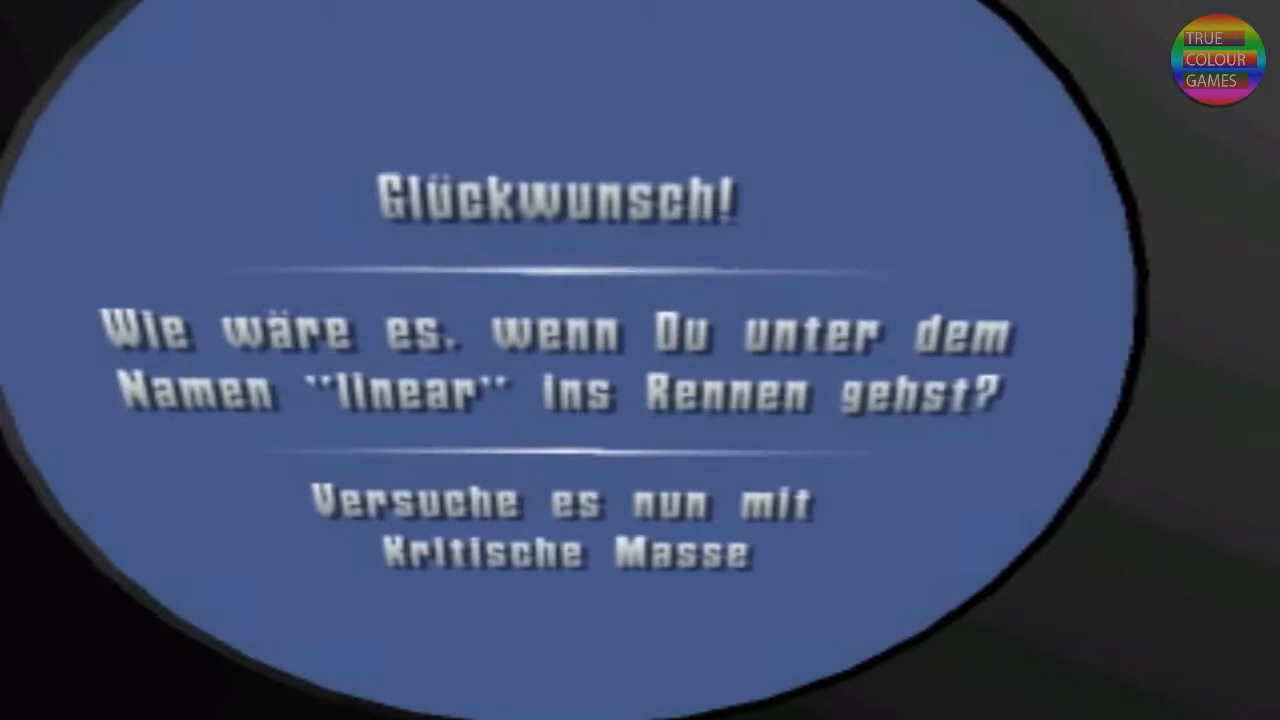 TRUE
COLOUR
GAMES
Glückwunsch!
Wie wäre es, wenn Du unter dem
Namen "linear" ins Rennen gehst?
Versuche es nun mit
Kritische Masse